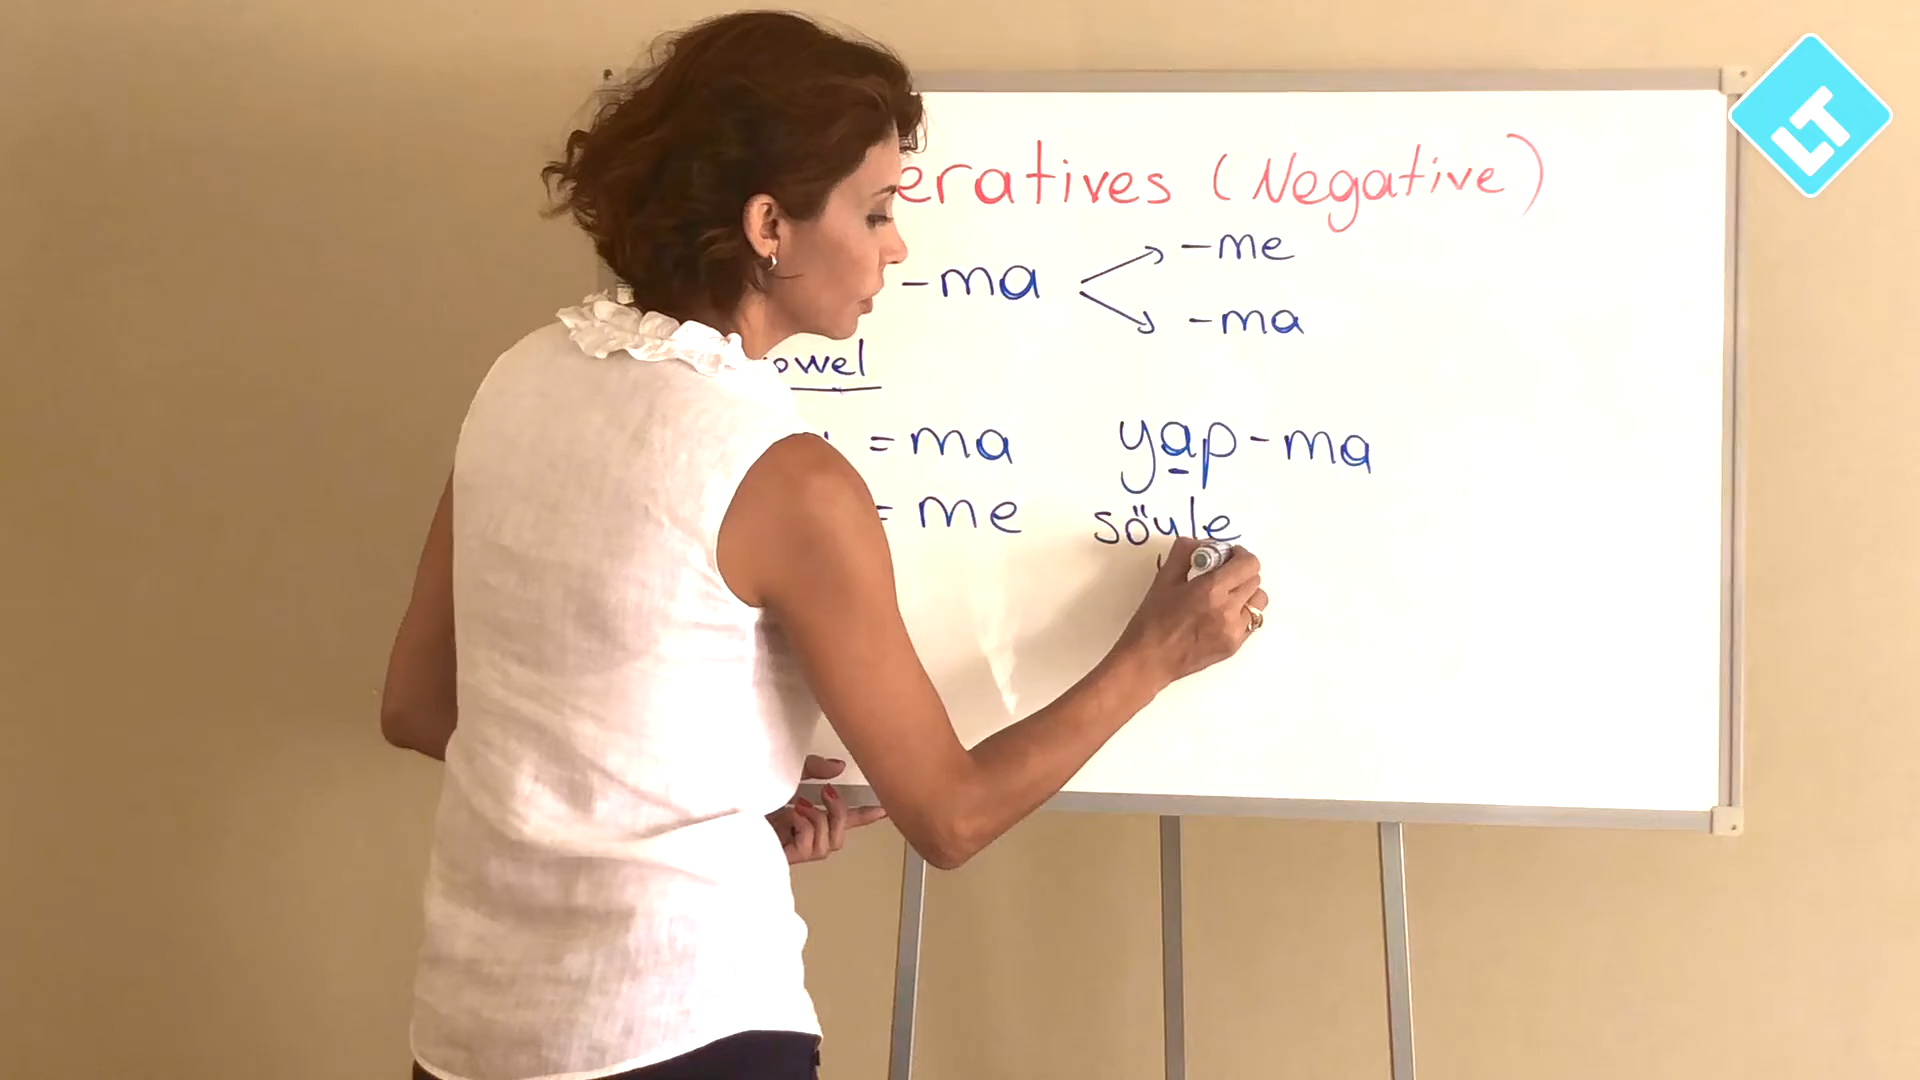 eratives (Negative)
-me
-ma
-ma
owel
= ma yap-ma
= me söyle
LT